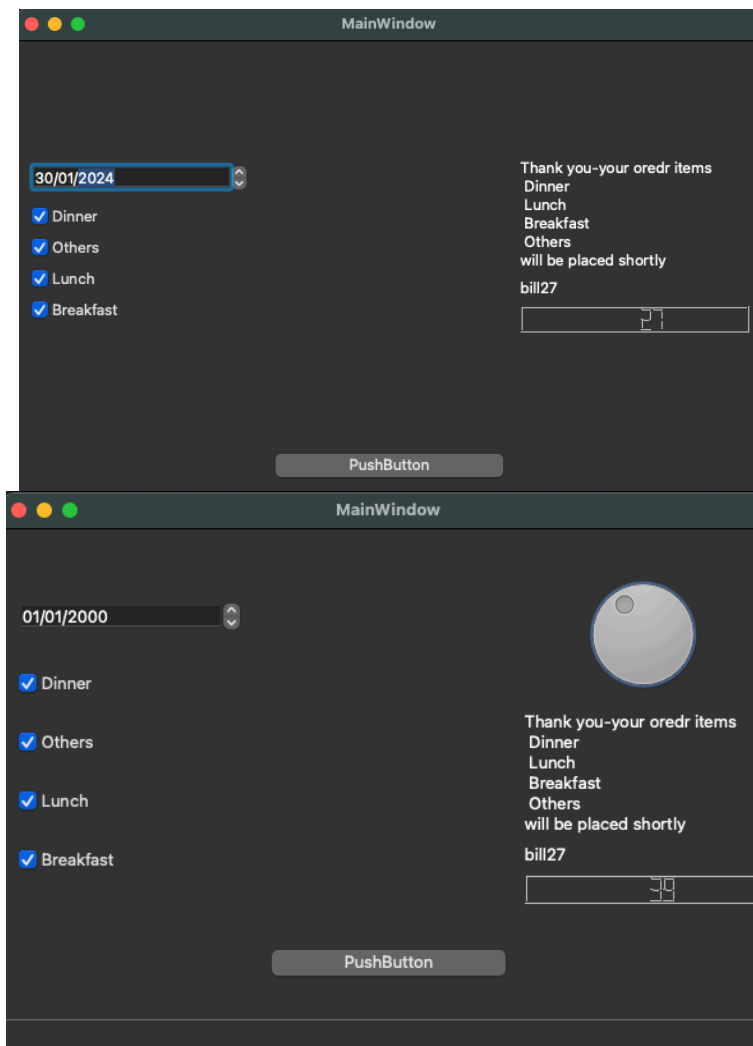 MainWindow
30/01/2024
Dinner
Others
Lunch
Breakfast
Thank you-your oredr items
Dinner
Lunch
Breakfast
Others
will be placed shortly
bill27
27
PushButton
MainWindow
01/01/2000
Dinner
Others
Lunch
Breakfast
Thank you-your oredr items
Dinner
Lunch
Breakfast
Others
will be placed shortly
bill27
39
PushButton